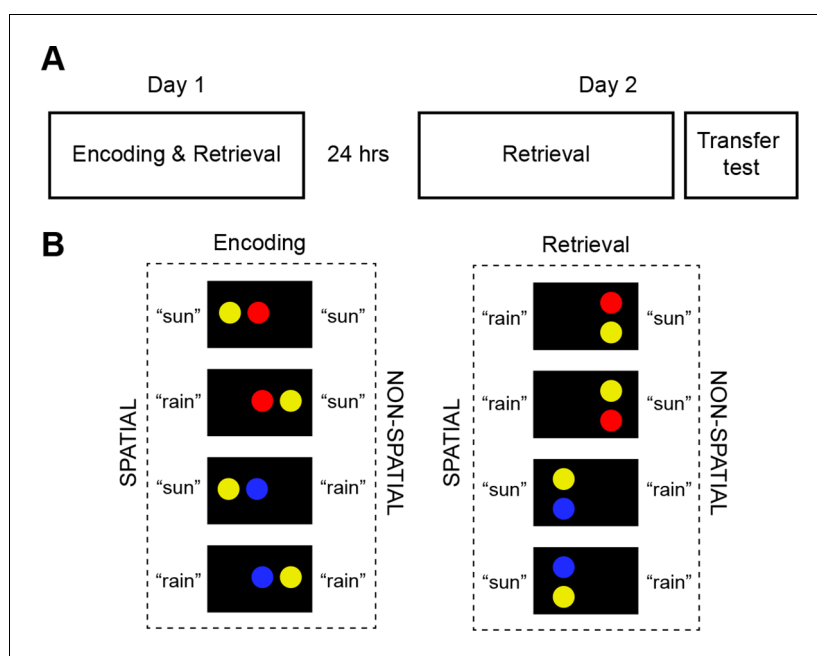 A
Day 1
Day 2
Encoding & Retrieval
24 hrs
Retrieval
Transfer
test
B
Encoding
Retrieval
SPATIAL
“sun”
“sun”
“rain”
“sun”
“sun”
“rain”
“rain”
“rain”
NON-SPATIAL
SPATIAL
“rain”
“sun”
“rain”
“sun”
“sun”
“rain”
“sun”
“rain”
NON-SPATIAL